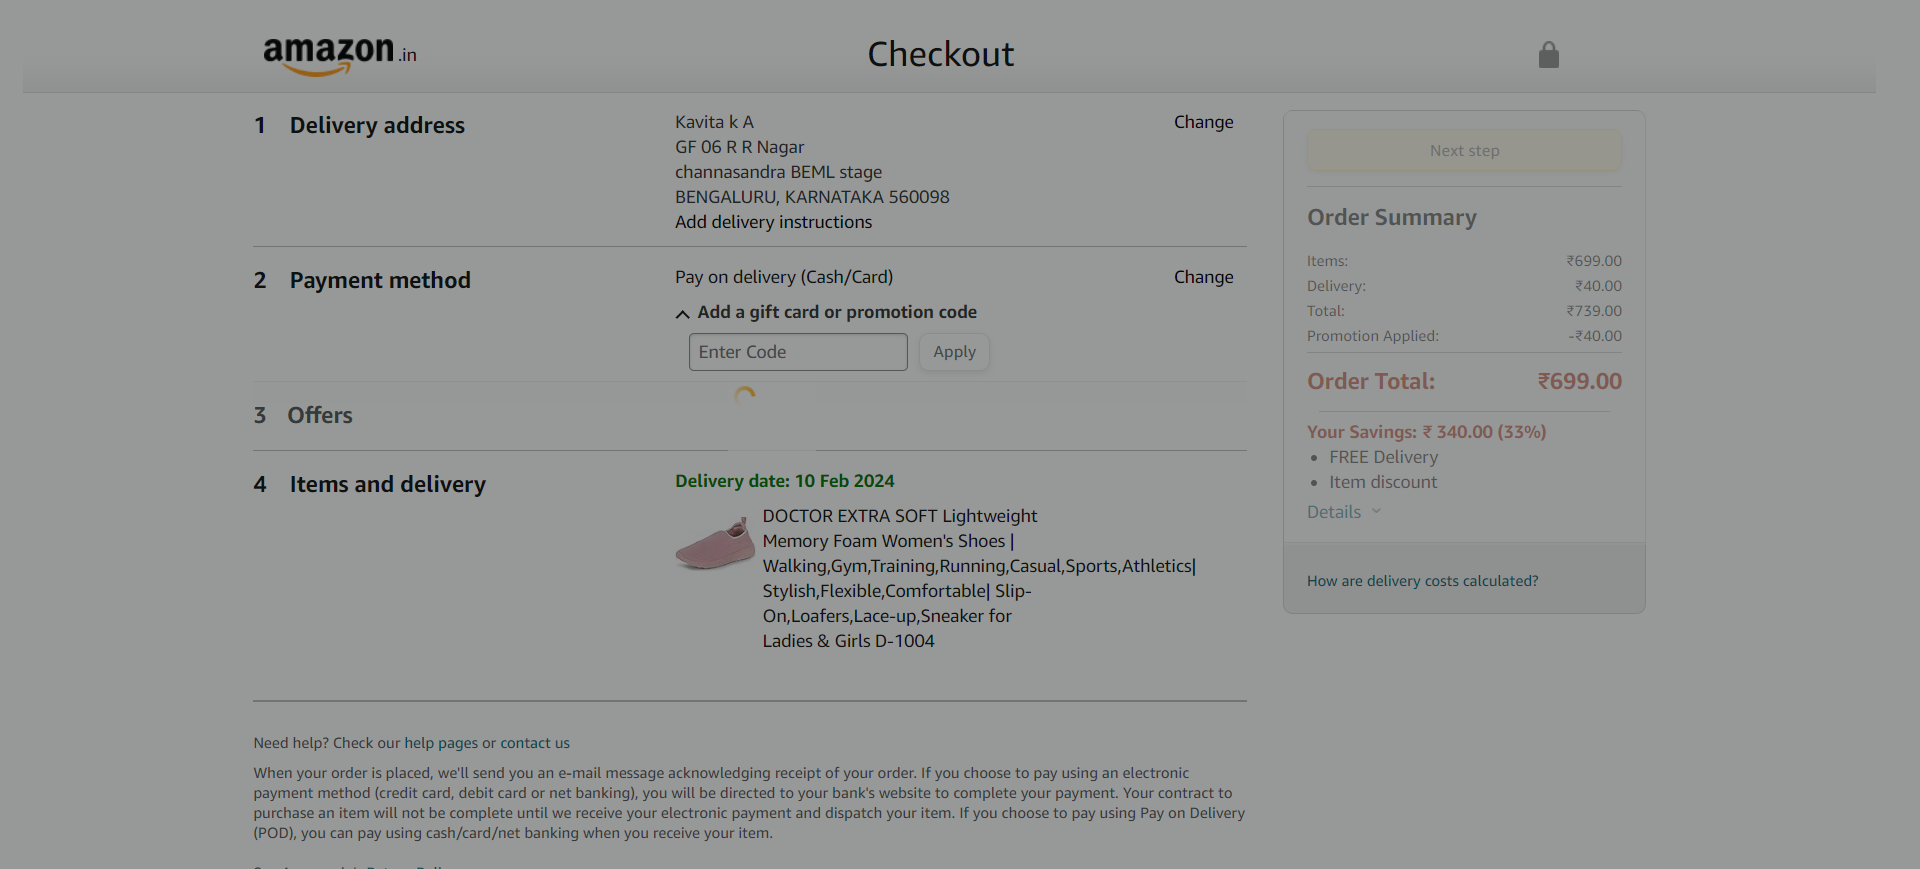 amazon.in
Checkout
1 Delivery address
Kavita k A
GF 06 R R Nagar
channasandra BEML stage
BENGALURU, KARNATAKA 560098
Add delivery instructions
Change
2 Payment method
Pay on delivery (Cash/Card)
Change
Add a gift card or promotion code
Enter Code
Apply
3 Offers
4 Items and delivery
Delivery date: 10 Feb 2024
DOCTOR EXTRA SOFT Lightweight
Memory Foam Women's Shoes |
Walking,Gym,Training,Running,Casual,Sports,Athletics|
Stylish,Flexible,Comfortable| Slip-
On,Loafers,Lace-up,Sneaker for
Ladies & Girls D-1004
Next step
Order Summary
Items: ₹699.00
Delivery: ₹40.00
Total: ₹739.00
Promotion Applied: -₹40.00
Order Total: ₹699.00
Your Savings: ₹ 340.00 (33%)
• FREE Delivery
• Item discount
Details
How are delivery costs calculated?
Need help? Check our help pages or contact us
When your order is placed, we'll send you an e-mail message acknowledging receipt of your order. If you choose to pay using an electronic
payment method (credit card, debit card or net banking), you will be directed to your bank's website to complete your payment. Your contract to
purchase an item will not be complete until we receive your electronic payment and dispatch your item. If you choose to pay using Pay on Delivery
(POD), you can pay using cash/card/net banking when you receive your item.